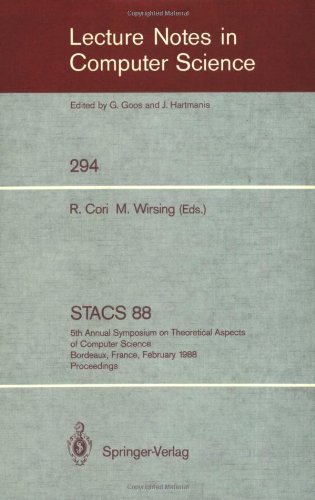 Lecture Notes in
Computer Science
Edited by G. Goos and J. Hartmanis
294
R. Cori M. Wirsing (Eds.)
STACS 88
5th Annual Symposium on Theoretical Aspects
of Computer Science
Bordeaux, France, February 1988
Proceedings
Springer-Verlag